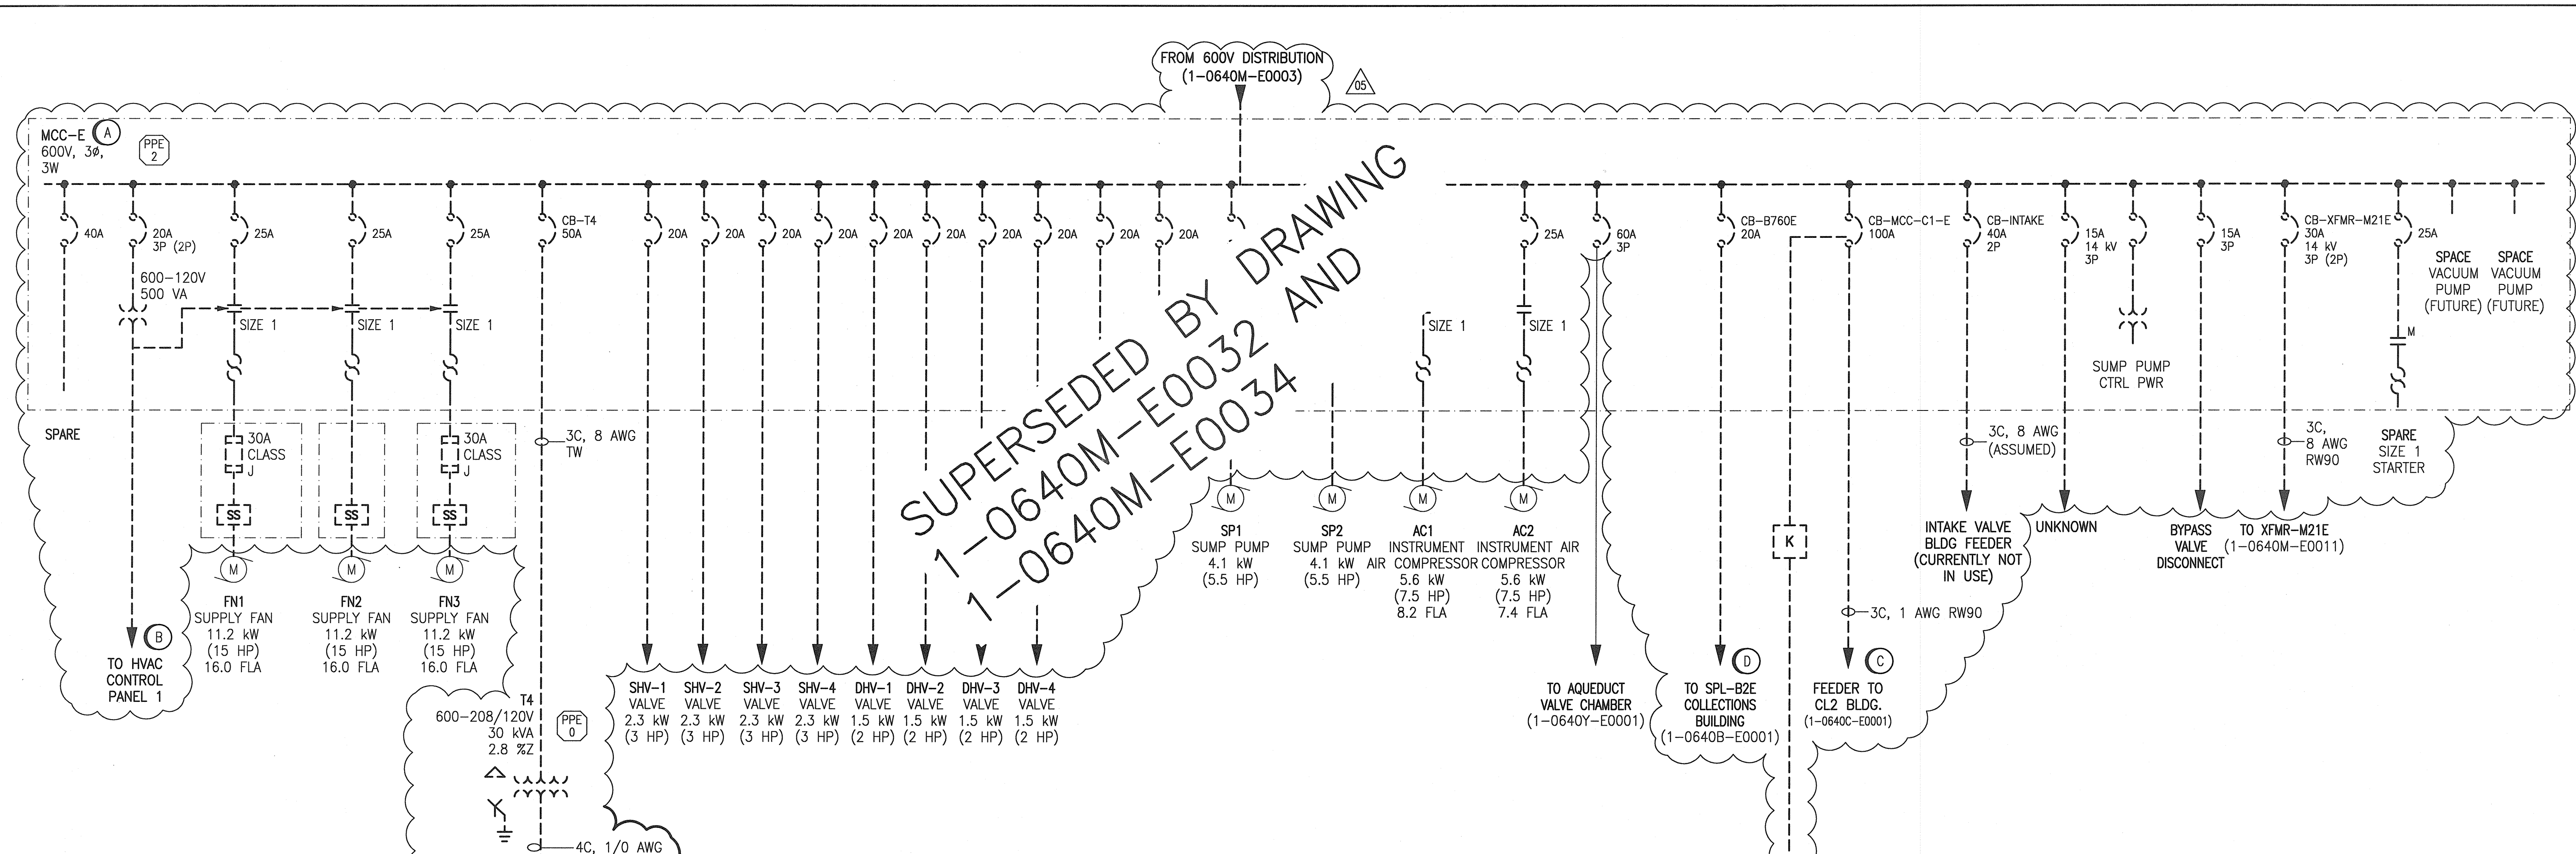 FROM 600V DISTRIBUTION
(1-0640M-E0003)
05
MCC-E
A
600V, 3ø,
3W
PPE
2
40A
20A
3P (2P)
25A
25A
25A
CB-T4
50A
20A
20A
20A
20A
20A
20A
20A
20A
20A
20A
25A
60A
3P
CB-B760E
20A
CB-MCC-C1-E
100A
CB-INTAKE
40A
2P
15A
14 kV
3P
15A
3P
CB-XFMR-M21E
30A
14 kV
3P (2P)
25A
SPACE
VACUUM
PUMP
(FUTURE)
SPACE
VACUUM
PUMP
(FUTURE)
600-120V
500 VA
SIZE 1
SIZE 1
SIZE 1
SIZE 1
SIZE 1
M
SUMP PUMP
CTRL PWR
SUPERSEDED BY DRAWING
1-0640M-E0032 AND
1-0640M-E0034
SPARE
30A
CLASS
J
30A
CLASS
J
SS
SS
SS
3C, 8 AWG
TW
3C, 8 AWG
(ASSUMED)
3C,
8 AWG
RW90
SPARE
SIZE 1
STARTER
M
FN1
SUPPLY FAN
11.2 kW
(15 HP)
16.0 FLA
M
FN2
SUPPLY FAN
11.2 kW
(15 HP)
16.0 FLA
M
FN3
SUPPLY FAN
11.2 kW
(15 HP)
16.0 FLA
M
SP1
SUMP PUMP
4.1 kW
(5.5 HP)
M
SP2
SUMP PUMP
4.1 kW
(5.5 HP)
M
AC1
INSTRUMENT
AIR COMPRESSOR
5.6 kW
(7.5 HP)
8.2 FLA
M
AC2
INSTRUMENT AIR
COMPRESSOR
5.6 kW
(7.5 HP)
7.4 FLA
K
INTAKE VALVE
BLDG FEEDER
(CURRENTLY NOT
IN USE)
UNKNOWN
BYPASS
VALVE
DISCONNECT
TO XFMR-M21E
(1-0640M-E0011)
3C, 1 AWG RW90
B
TO HVAC
CONTROL
PANEL 1
T4
600-208/120V
30 kVA
2.8 %Z
PPE
0
SHV-1
VALVE
2.3 kW
(3 HP)
SHV-2
VALVE
2.3 kW
(3 HP)
SHV-3
VALVE
2.3 kW
(3 HP)
SHV-4
VALVE
2.3 kW
(3 HP)
DHV-1
VALVE
1.5 kW
(2 HP)
DHV-2
VALVE
1.5 kW
(2 HP)
DHV-3
VALVE
1.5 kW
(2 HP)
DHV-4
VALVE
1.5 kW
(2 HP)
TO AQUEDUCT
VALVE CHAMBER
(1-0640Y-E0001)
D
TO SPL-B2E
COLLECTIONS
BUILDING
(1-0640B-E0001)
C
FEEDER TO
CL2 BLDG.
(1-0640C-E0001)
4C, 1/0 AWG